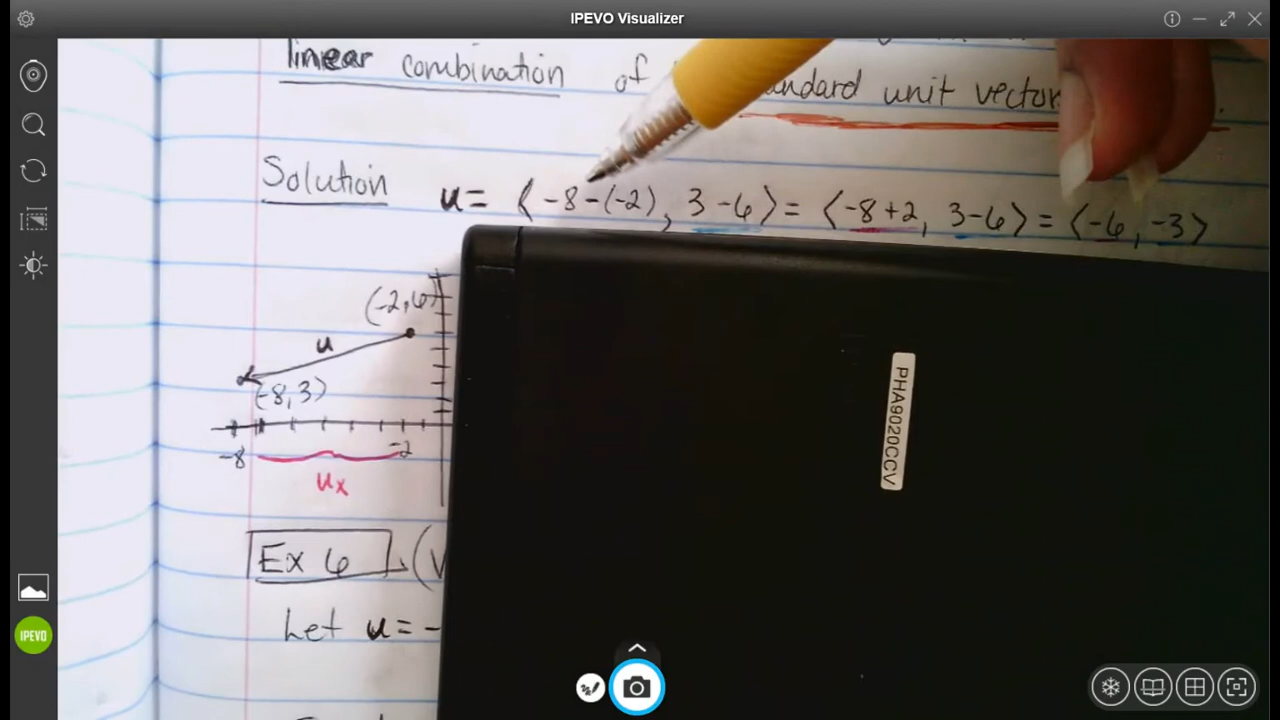 IPEVO Visualizer
linear combination of standard unit vector
Solution u = ⟨-8-(-2), 3-6⟩ = ⟨-8+2, 3-6⟩ = ⟨-6, -3⟩
(-2,6)
u
(-8,3)
-8 -2
ux
PHA9020CCV
Ex 6 (
Let u = -
IPEVO